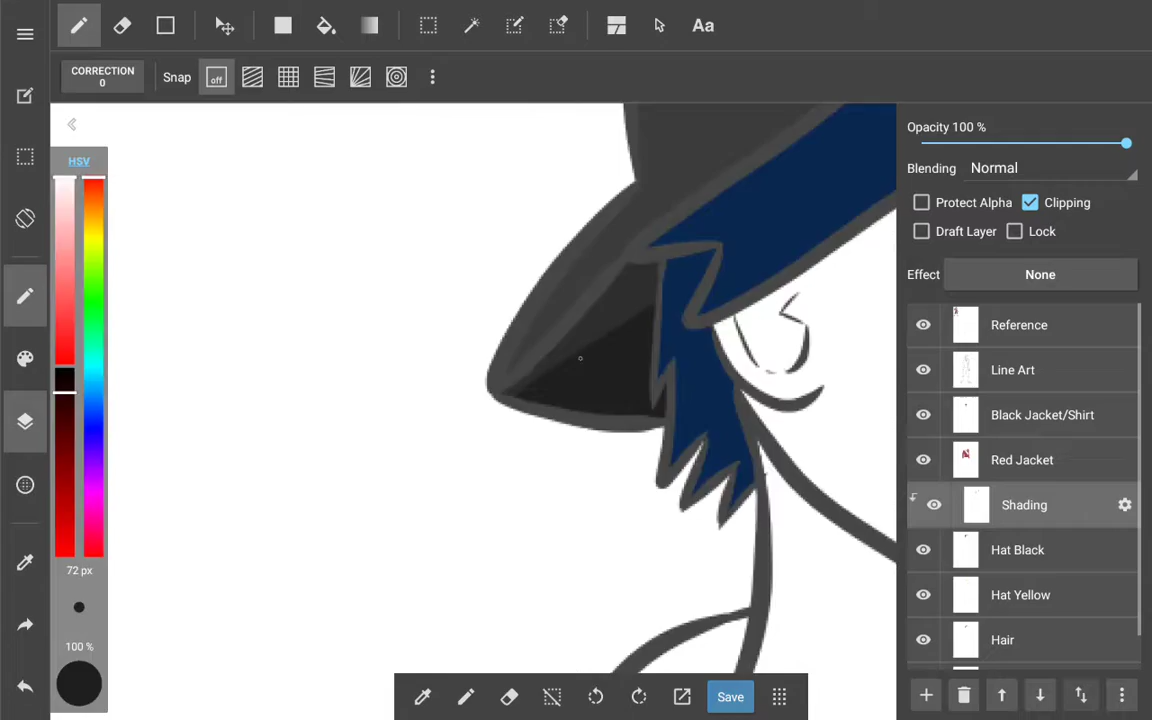 Aa
CORRECTION
0
Snap
off
HSV
72 px
100 %
Opacity 100 %
Blending Normal
Protect Alpha Clipping
Draft Layer Lock
Effect None
Reference
Line Art
Black Jacket/Shirt
Red Jacket
Shading
Hat Black
Hat Yellow
Hair
Save